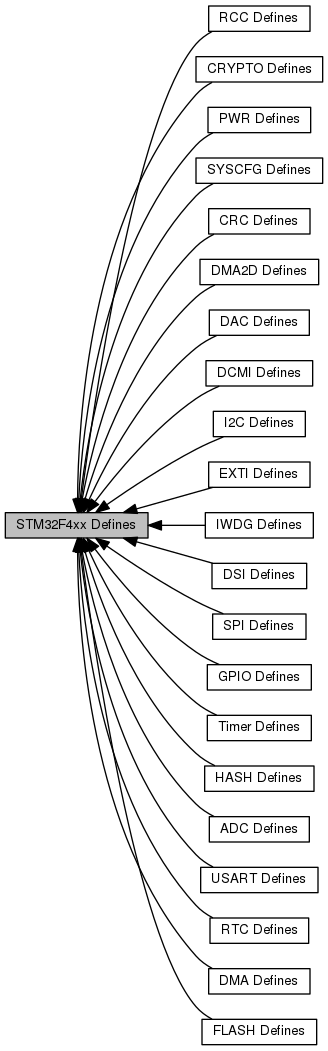 RCC Defines
CRYPTO Defines
PWR Defines
SYSCFG Defines
CRC Defines
DMA2D Defines
DAC Defines
DCMI Defines
I2C Defines
EXTI Defines
STM32F4xx Defines
IWDG Defines
DSI Defines
SPI Defines
GPIO Defines
Timer Defines
HASH Defines
ADC Defines
USART Defines
RTC Defines
DMA Defines
FLASH Defines